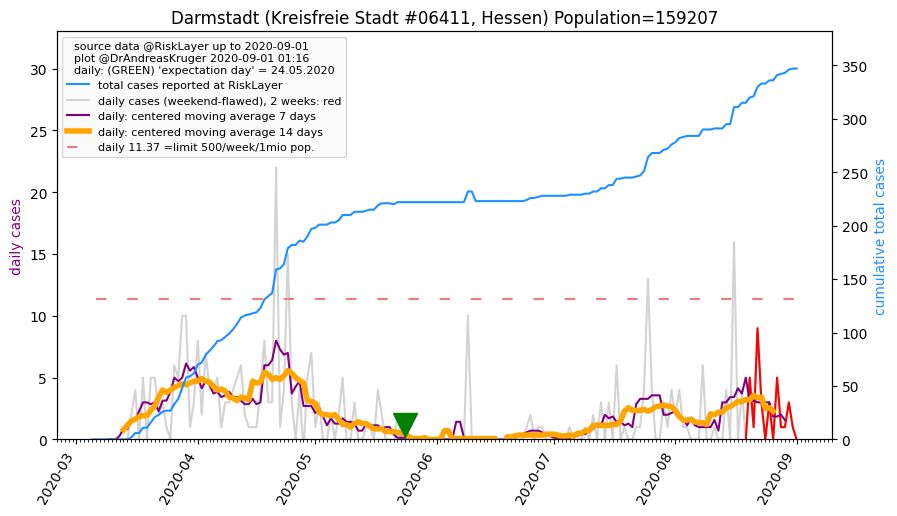 Darmstadt (Kreisfreie Stadt #06411, Hessen) Population=159207
source data @RiskLayer up to 2020-09-01
plot @DrAndreasKruger 2020-09-01 01:16
daily: (GREEN) 'expectation day' = 24.05.2020
total cases reported at RiskLayer
daily cases (weekend-flawed), 2 weeks: red
daily: centered moving average 7 days
daily: centered moving average 14 days
daily 11.37 =limit 500/week/1mio pop.
daily cases
30
25
20
15
10
5
0
cumulative total cases
350
300
250
200
150
100
50
0
2020-03
2020-04
2020-05
2020-06
2020-07
2020-08
2020-09